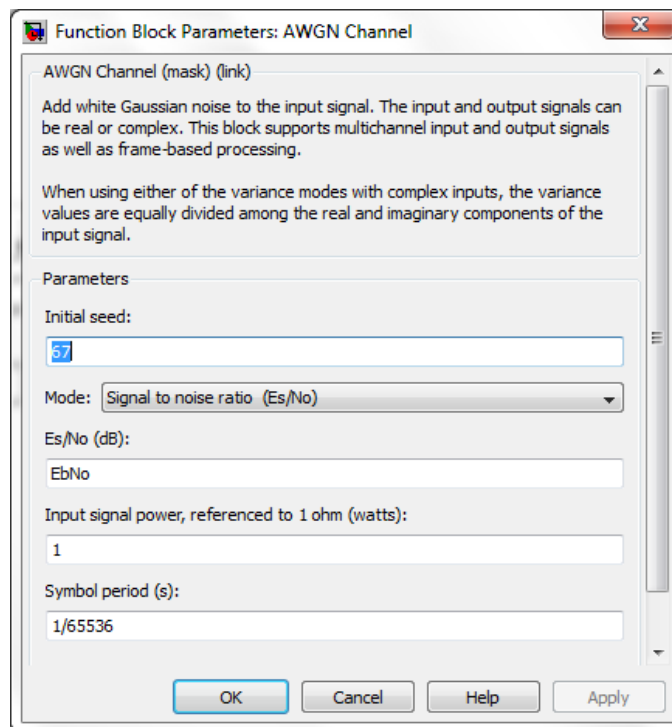 Function Block Parameters: AWGN Channel
AWGN Channel (mask) (link)
Add white Gaussian noise to the input signal. The input and output signals can
be real or complex. This block supports multichannel input and output signals
as well as frame-based processing.
When using either of the variance modes with complex inputs, the variance
values are equally divided among the real and imaginary components of the
input signal.
Parameters
Initial seed:
67
Mode: Signal to noise ratio (Es/No)
Es/No (dB):
EbNo
Input signal power, referenced to 1 ohm (watts):
1
Symbol period (s):
1/65536
OK Cancel Help Apply